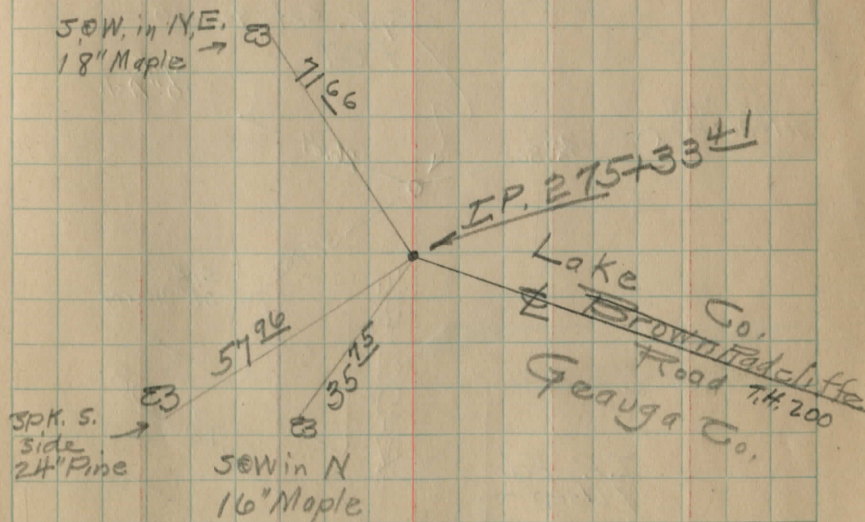 S⊙W. in N.E.
18" Maple
71 66
I.P. 275+33 41
Lake Co.
℄ Brown Radcliffe
Road
T.H. 200
Geauga Co.
57 96
35 75
Spk. S.
side
24" Pine
S⊙W in N
16" Maple